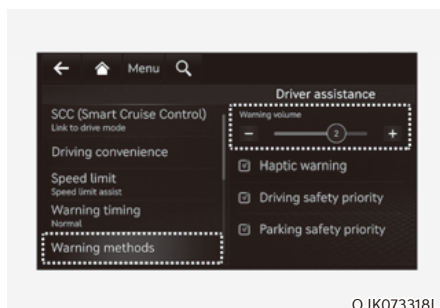 Menu
Driver assistance
SCC (Smart Cruise Control)
Link to drive mode
Driving convenience
Speed limit
Speed limit assist
Warning timing
Normal
Warning methods
Warning volume
− 2 +
Haptic warning
Driving safety priority
Parking safety priority
OJK073318L